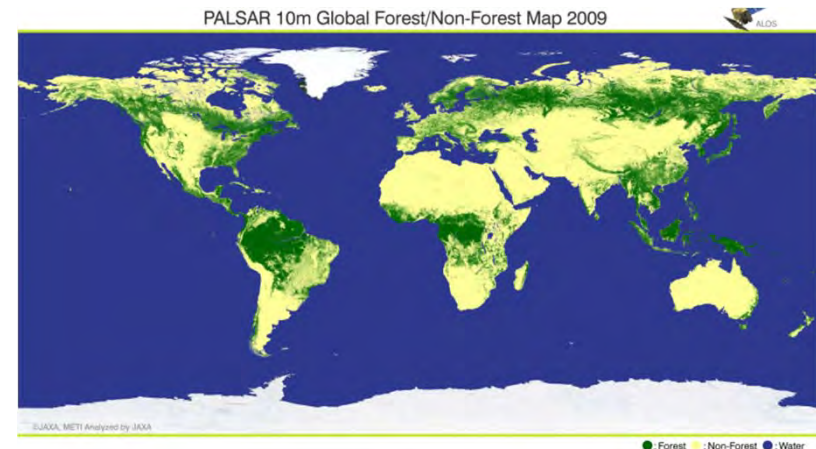 PALSAR 10m Global Forest/Non-Forest Map 2009
ALOS
©JAXA, METI Analyzed by JAXA
: Forest : Non-Forest : Water